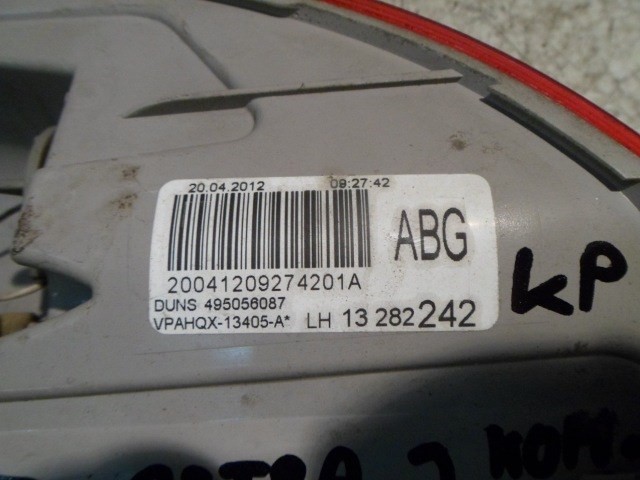 20.04.2012 09:27:42
ABG
20041209274201A
DUNS 495056087
VPAHQX-13405-A* LH 13 282 242
KP